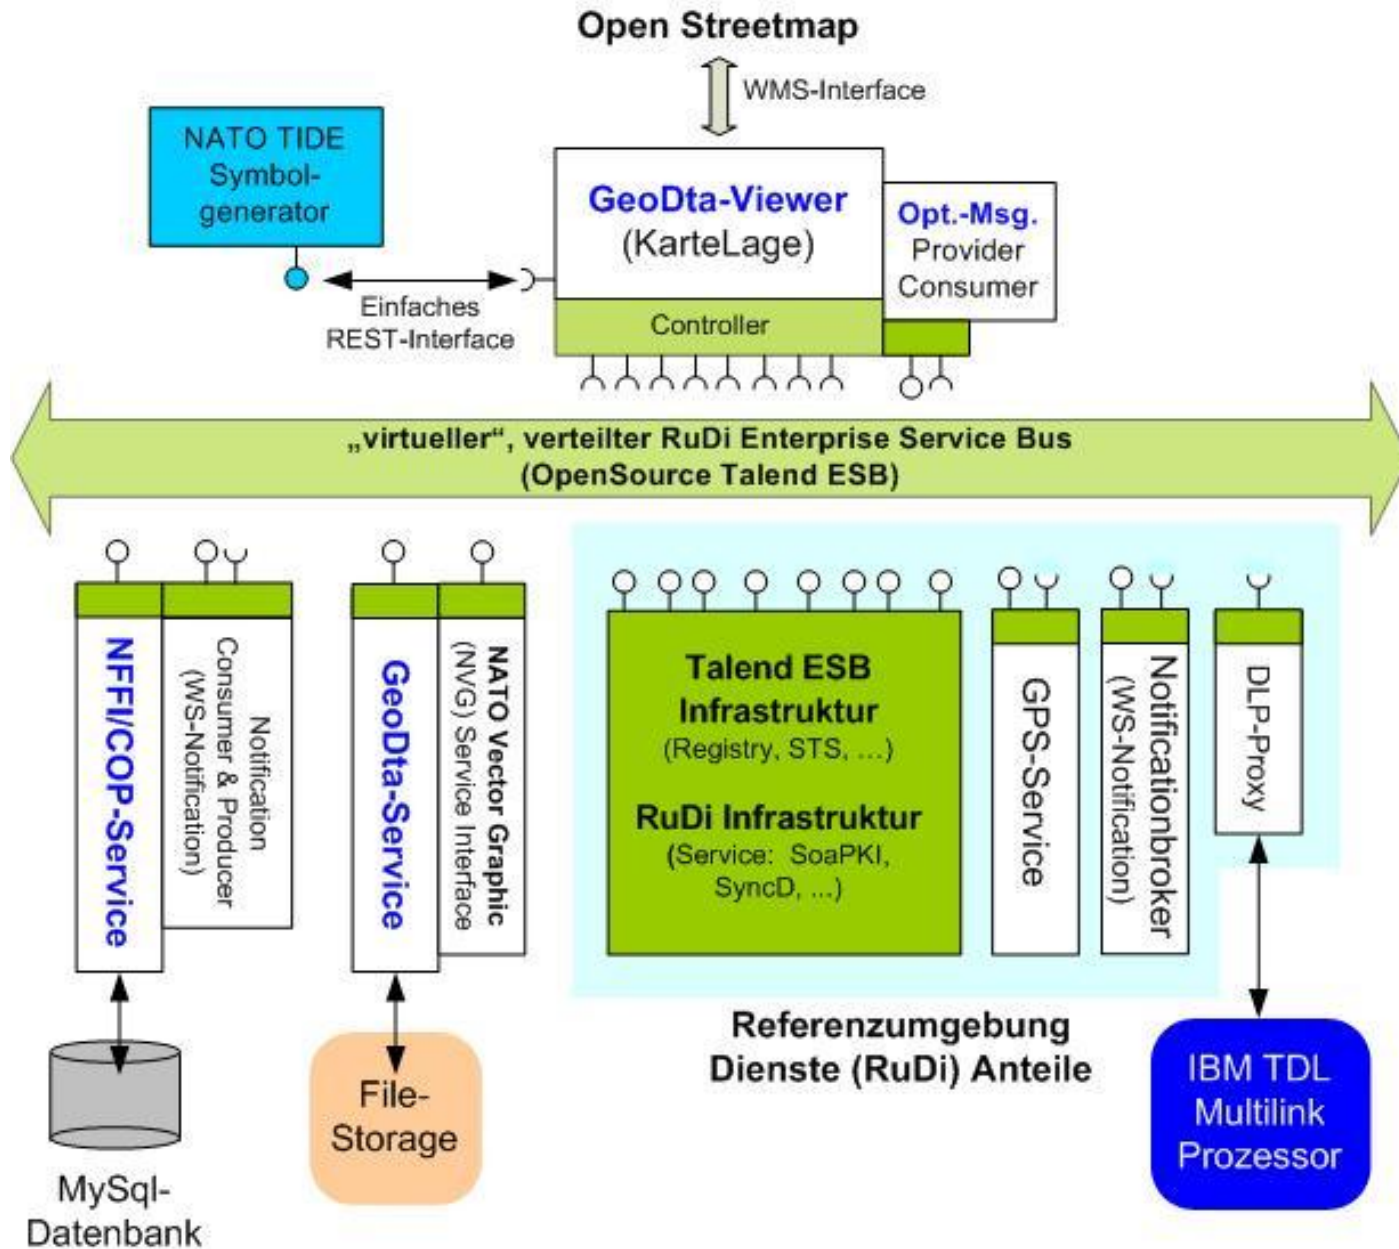 Open Streetmap
WMS-Interface
NATO TIDE
Symbol-
generator
GeoDta-Viewer
(KarteLage)
Opt.-Msg.
Provider
Consumer
Einfaches
REST-Interface
Controller
„virtueller“, verteilter RuDi Enterprise Service Bus
(OpenSource Talend ESB)
NFFI/COP-Service
Notification
Consumer & Producer
(WS-Notification)
GeoDta-Service
NATO Vector Graphic
(NVG) Service Interface
Talend ESB
Infrastruktur
(Registry, STS, ...)
RuDi Infrastruktur
(Service: SoaPKI,
SyncD, ...)
GPS-Service
Notificationbroker
(WS-Notification)
DLP-Proxy
Referenzumgebung
Dienste (RuDi) Anteile
MySql-
Datenbank
File-
Storage
IBM TDL
Multilink
Prozessor